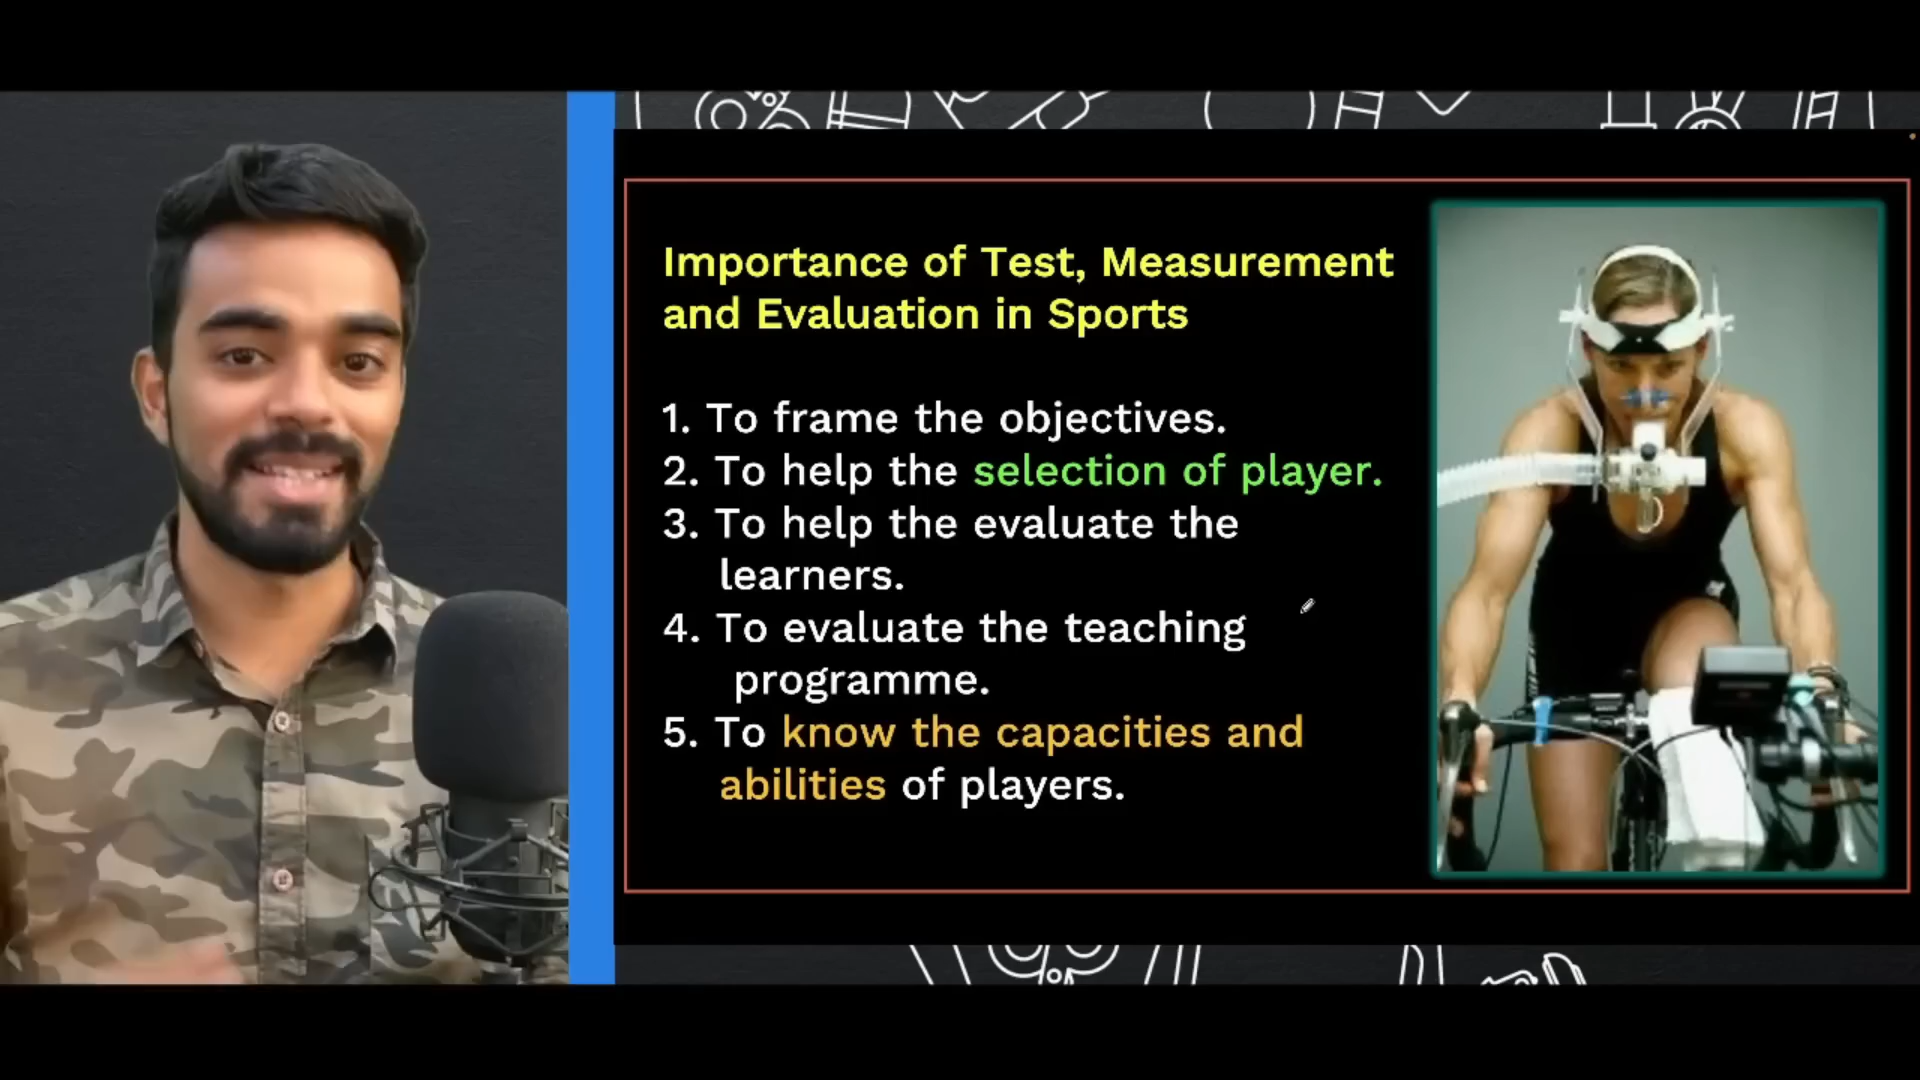 Importance of Test, Measurement
and Evaluation in Sports
1. To frame the objectives.
2. To help the selection of player.
3. To help the evaluate the
learners.
4. To evaluate the teaching
programme.
5. To know the capacities and
abilities of players.